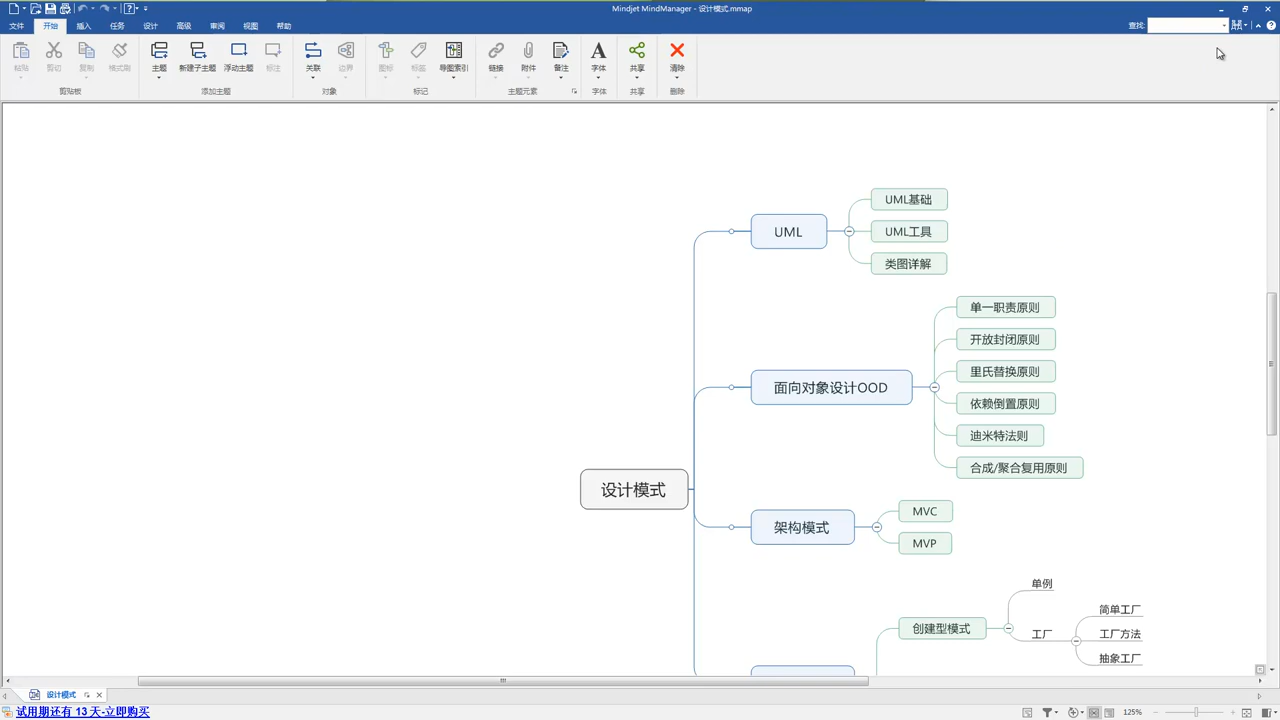 Mindjet MindManager - 设计模式.mmap
文件 开始 插入 任务 设计 高级 审阅 视图 帮助 查找:
粘贴 剪切 复制 格式刷 主题 新建子主题 浮动主题 标注 关联 边界 图标 标签 导图索引 链接 附件 备注 字体 共享 清除
剪贴板 添加主题 对象 标记 主题元素 字体 共享 删除
UML
UML基础
UML工具
类图详解
面向对象设计OOD
单一职责原则
开放封闭原则
里氏替换原则
依赖倒置原则
迪米特法则
合成/聚合复用原则
设计模式
架构模式
MVC
MVP
创建型模式
单例
工厂
简单工厂
工厂方法
抽象工厂
设计模式
试用期还有 13 天-立即购买
125%